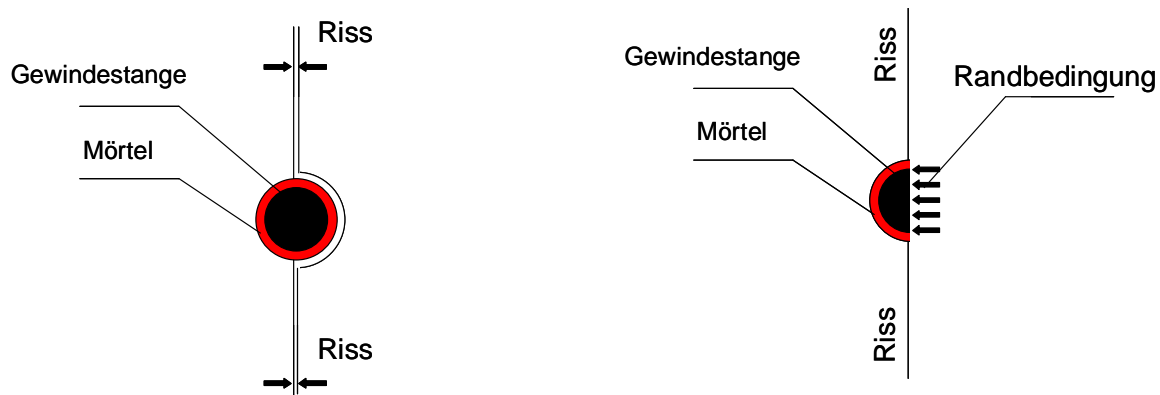 Riss
Gewindestange
Mörtel
Riss
Riss
Gewindestange
Randbedingung
Mörtel
Riss